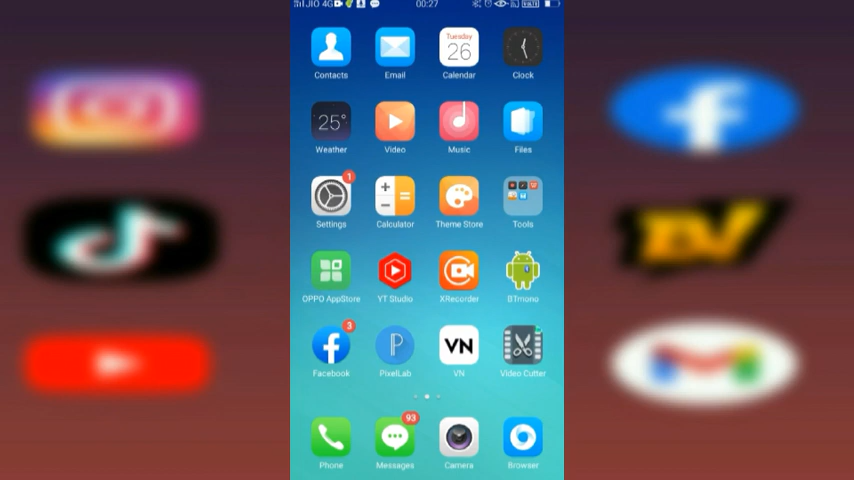 JIO 4G 00:27
Tuesday
26
Contacts Email Calendar Clock
25°
Weather Video Music Files
1
Settings Calculator Theme Store Tools
OPPO AppStore YT Studio XRecorder BTmono
3
P VN
Facebook PixelLab VN Video Cutter
93
Phone Messages Camera Browser